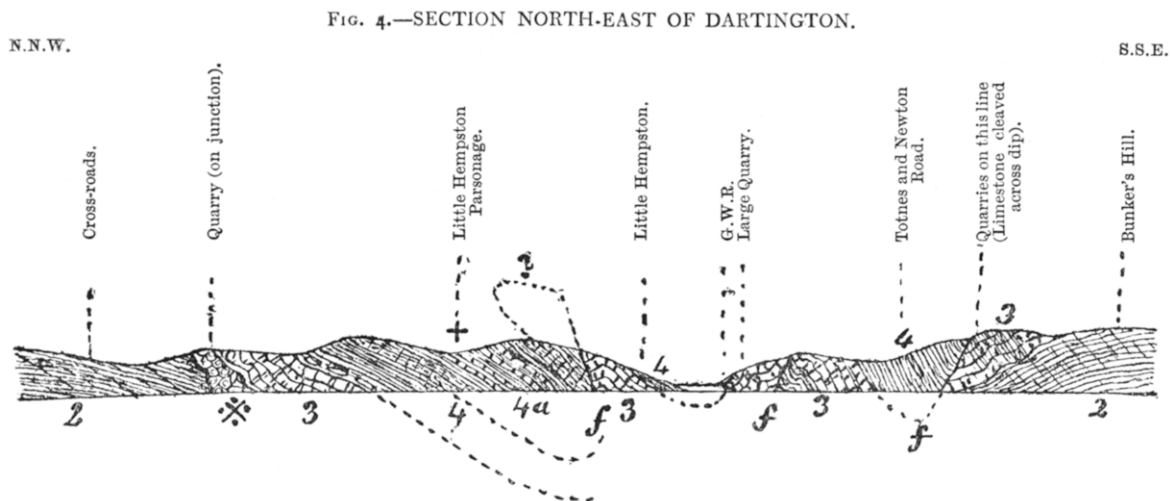 FIG. 4.—SECTION NORTH-EAST OF DARTINGTON.
N.N.W.
S.S.E.
Cross-roads.
Quarry (on junction).
Little Hempston
Parsonage.
Little Hempston.
G.W.R.
Large Quarry.
Totnes and Newton
Road.
Quarries on this line
(Limestone cleaved
across dip).
Bunker's Hill.
?
4
4
3
2
※
3
4
4a
f
3
f
3
f
2